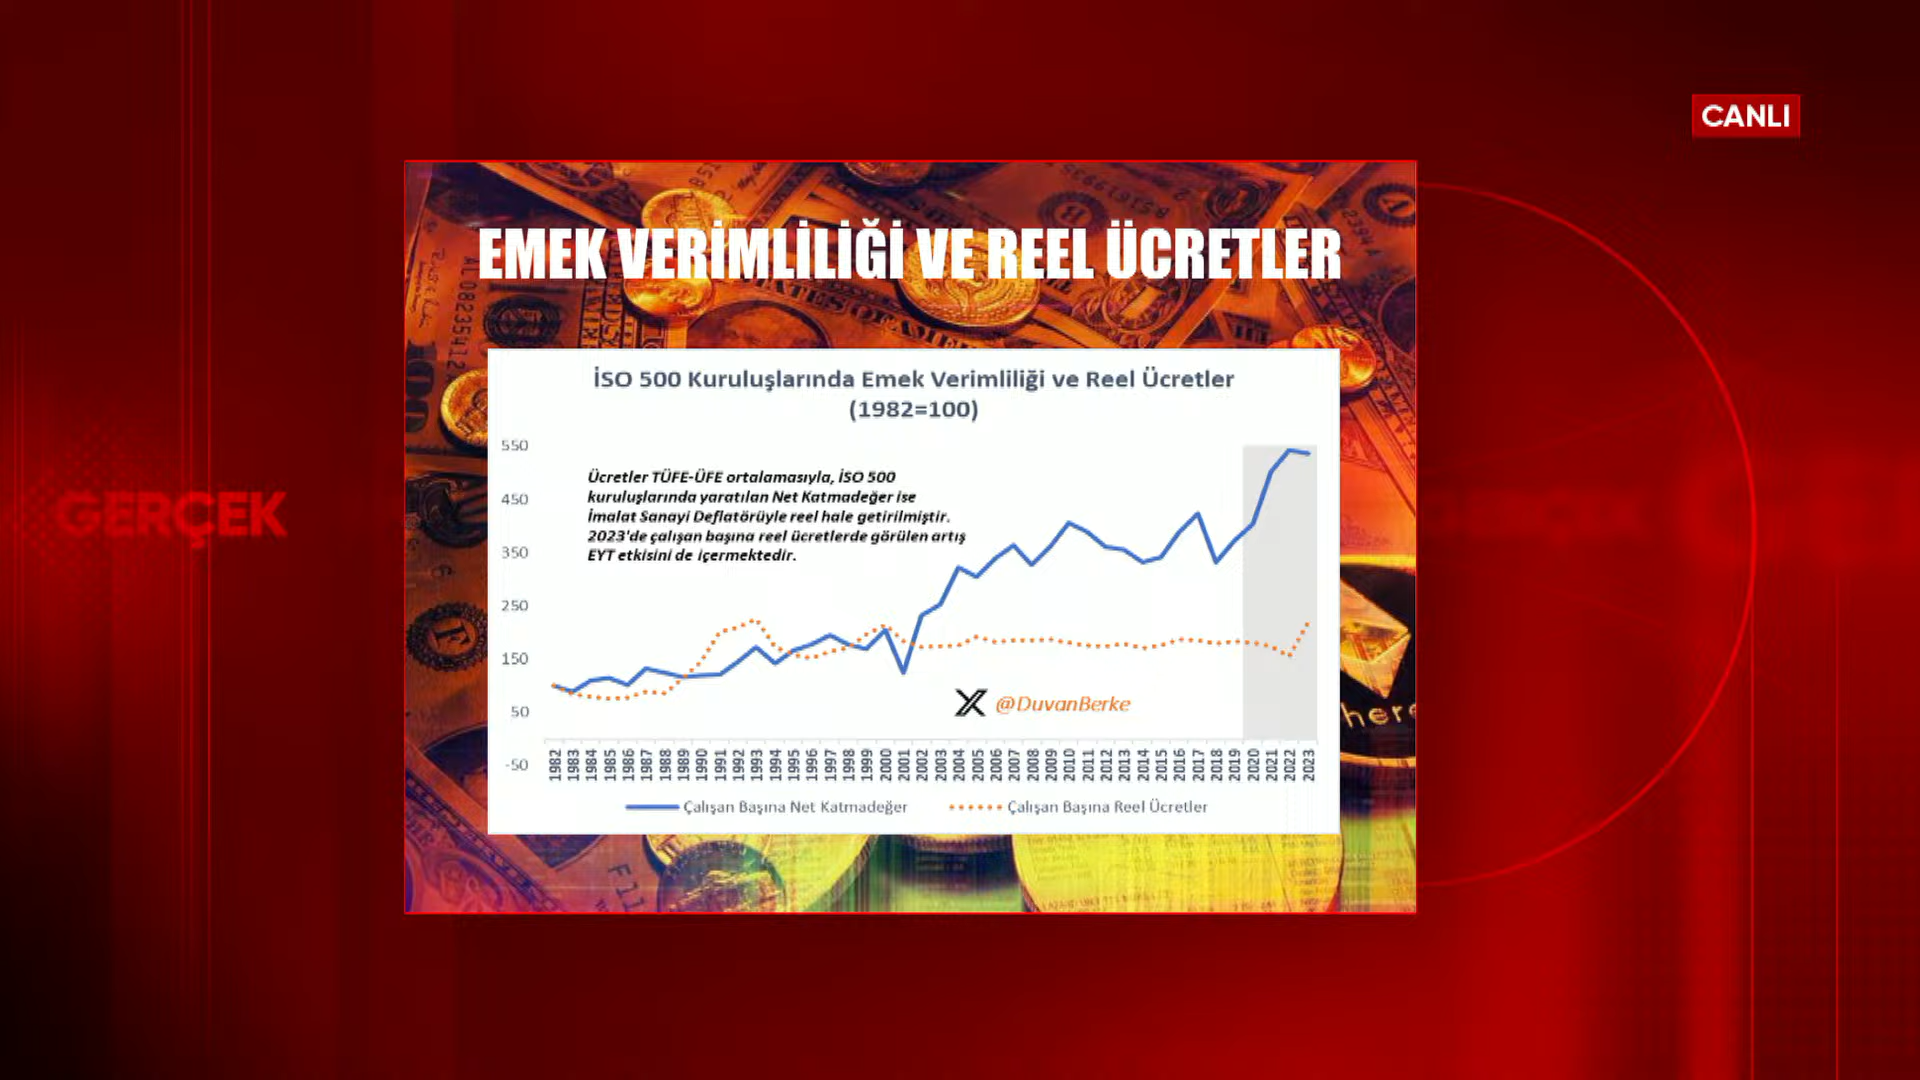 CANLI
EMEK VERİMLİLİĞİ VE REEL ÜCRETLER
İSO 500 Kuruluşlarında Emek Verimliliği ve Reel Ücretler
(1982=100)
550
450
350
250
150
50
-50
Ücretler TÜFE-ÜFE ortalamasıyla, İSO 500
kuruluşlarında yaratılan Net Katmadeğer ise
İmalat Sanayi Deflatörüyle reel hale getirilmiştir.
2023'de çalışan başına reel ücretlerde görülen artış
EYT etkisini de içermektedir.
@DuvanBerke
1982 1983 1984 1985 1986 1987 1988 1989 1990 1991 1992 1993 1994 1995 1996 1997 1998 1999 2000 2001 2002 2003 2004 2005 2006 2007 2008 2009 2010 2011 2012 2013 2014 2015 2016 2017 2018 2019 2020 2021 2022 2023
Çalışan Başına Net Katmadeğer
Çalışan Başına Reel Ücretler
GERÇEK
here